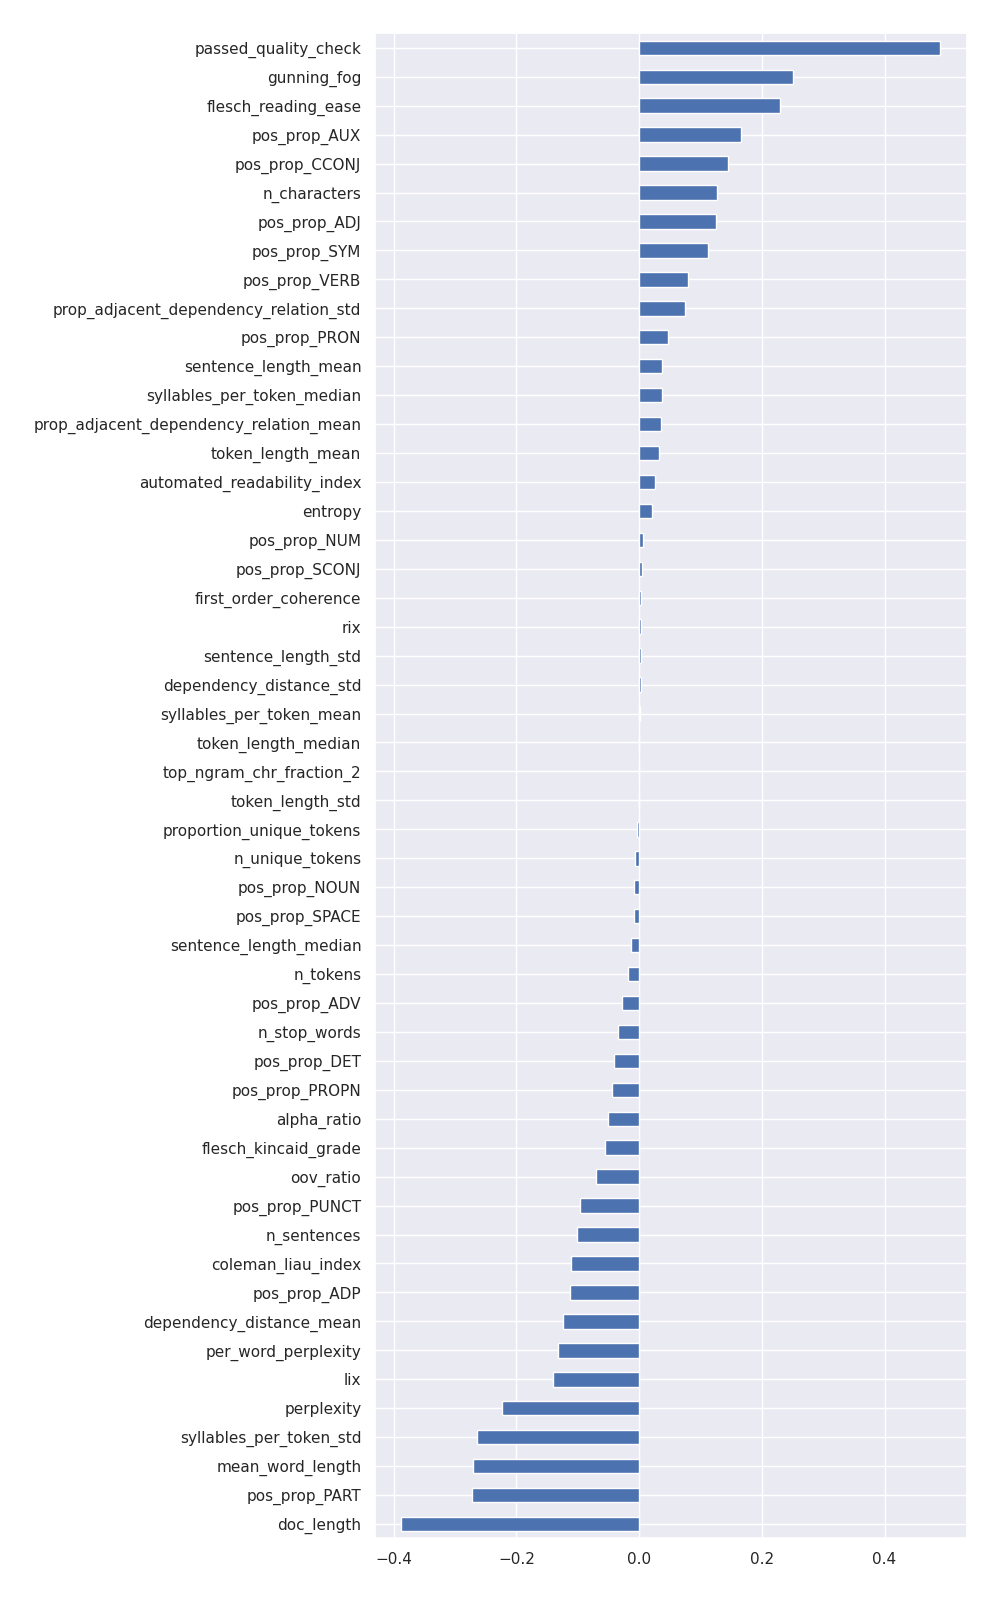 passed_quality_check
gunning_fog
flesch_reading_ease
pos_prop_AUX
pos_prop_CCONJ
n_characters
pos_prop_ADJ
pos_prop_SYM
pos_prop_VERB
prop_adjacent_dependency_relation_std
pos_prop_PRON
sentence_length_mean
syllables_per_token_median
prop_adjacent_dependency_relation_mean
token_length_mean
automated_readability_index
entropy
pos_prop_NUM
pos_prop_SCONJ
first_order_coherence
rix
sentence_length_std
dependency_distance_std
syllables_per_token_mean
token_length_median
top_ngram_chr_fraction_2
token_length_std
proportion_unique_tokens
n_unique_tokens
pos_prop_NOUN
pos_prop_SPACE
sentence_length_median
n_tokens
pos_prop_ADV
n_stop_words
pos_prop_DET
pos_prop_PROPN
alpha_ratio
flesch_kincaid_grade
oov_ratio
pos_prop_PUNCT
n_sentences
coleman_liau_index
pos_prop_ADP
dependency_distance_mean
per_word_perplexity
lix
perplexity
syllables_per_token_std
mean_word_length
pos_prop_PART
doc_length
−0.4 −0.2 0.0 0.2 0.4